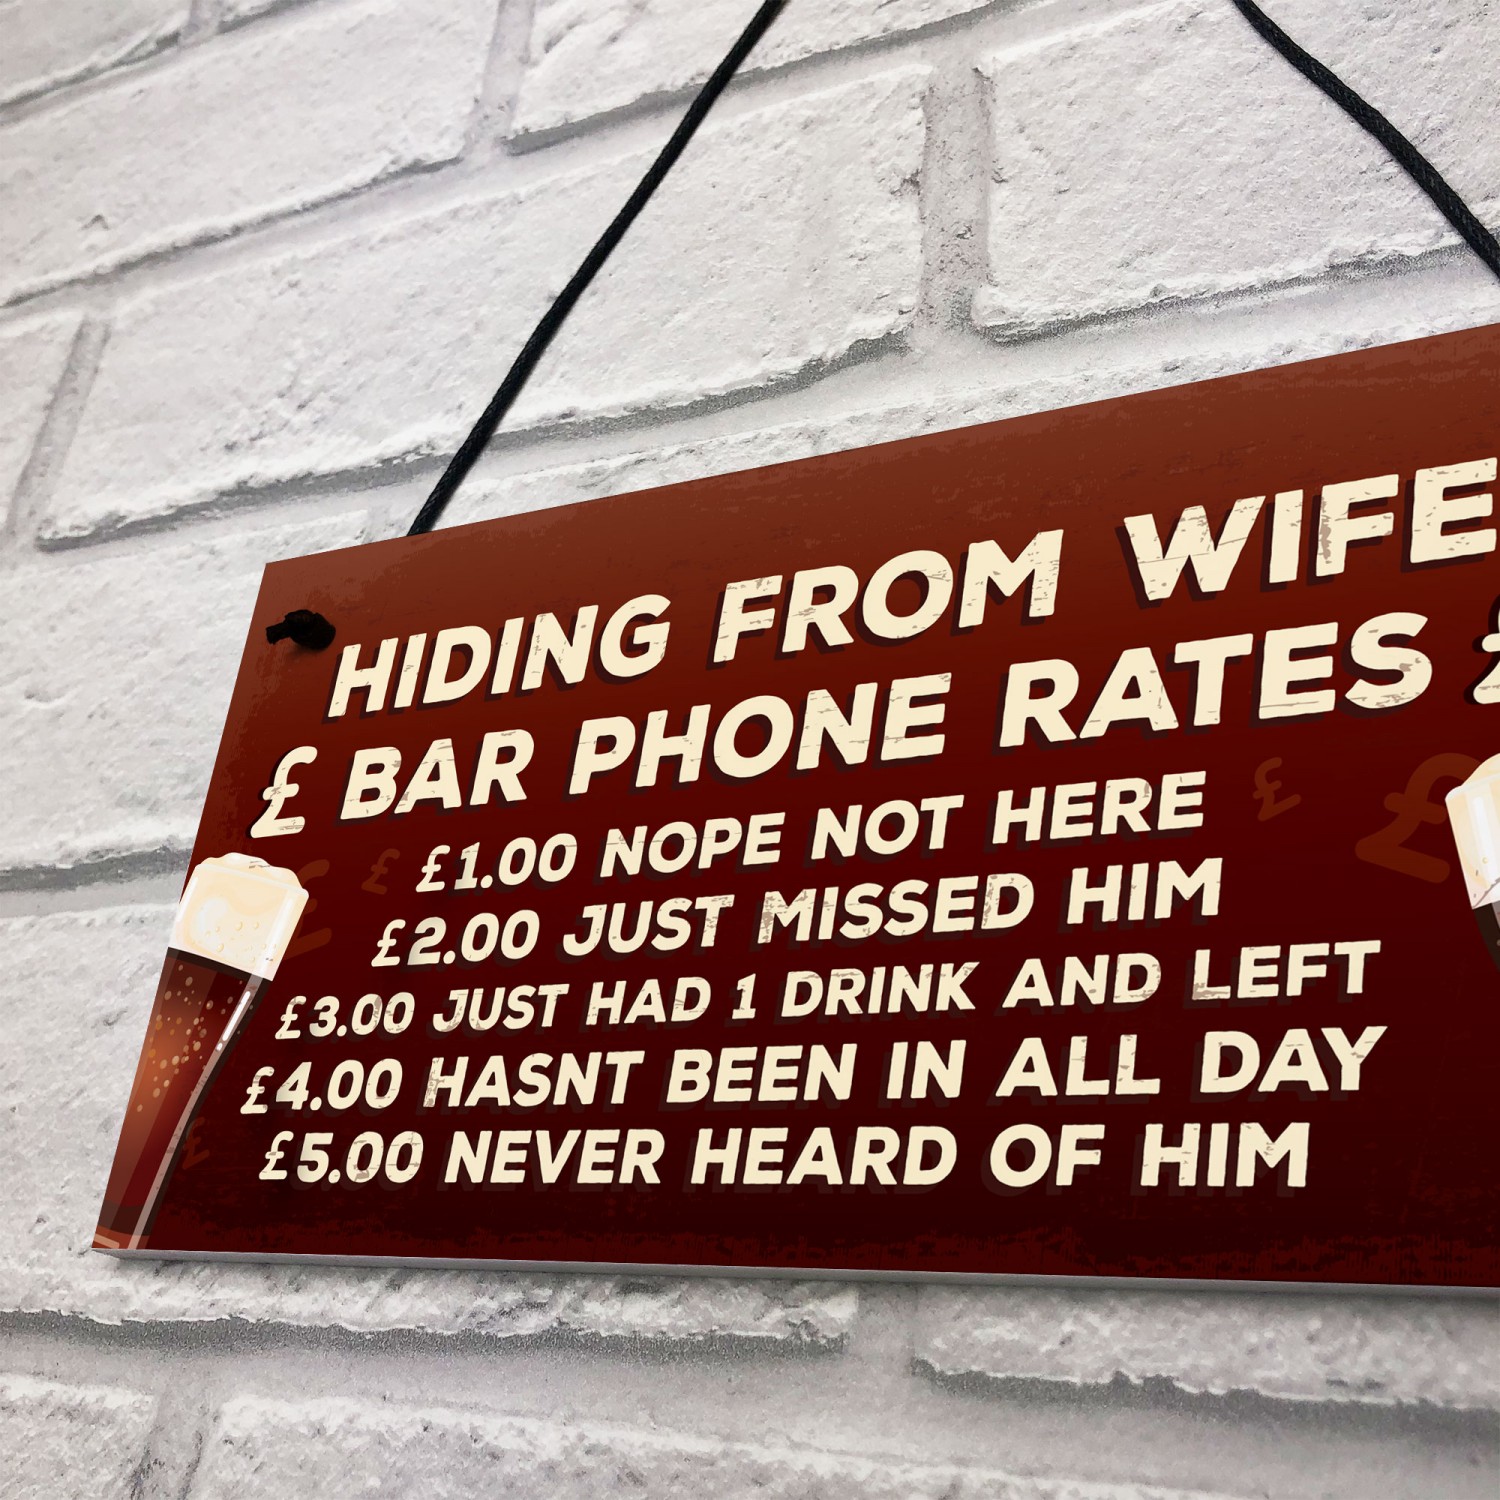 HIDING FROM WIFE
£ BAR PHONE RATES £
£1.00 NOPE NOT HERE
£2.00 JUST MISSED HIM
£3.00 JUST HAD 1 DRINK AND LEFT
£4.00 HASNT BEEN IN ALL DAY
£5.00 NEVER HEARD OF HIM